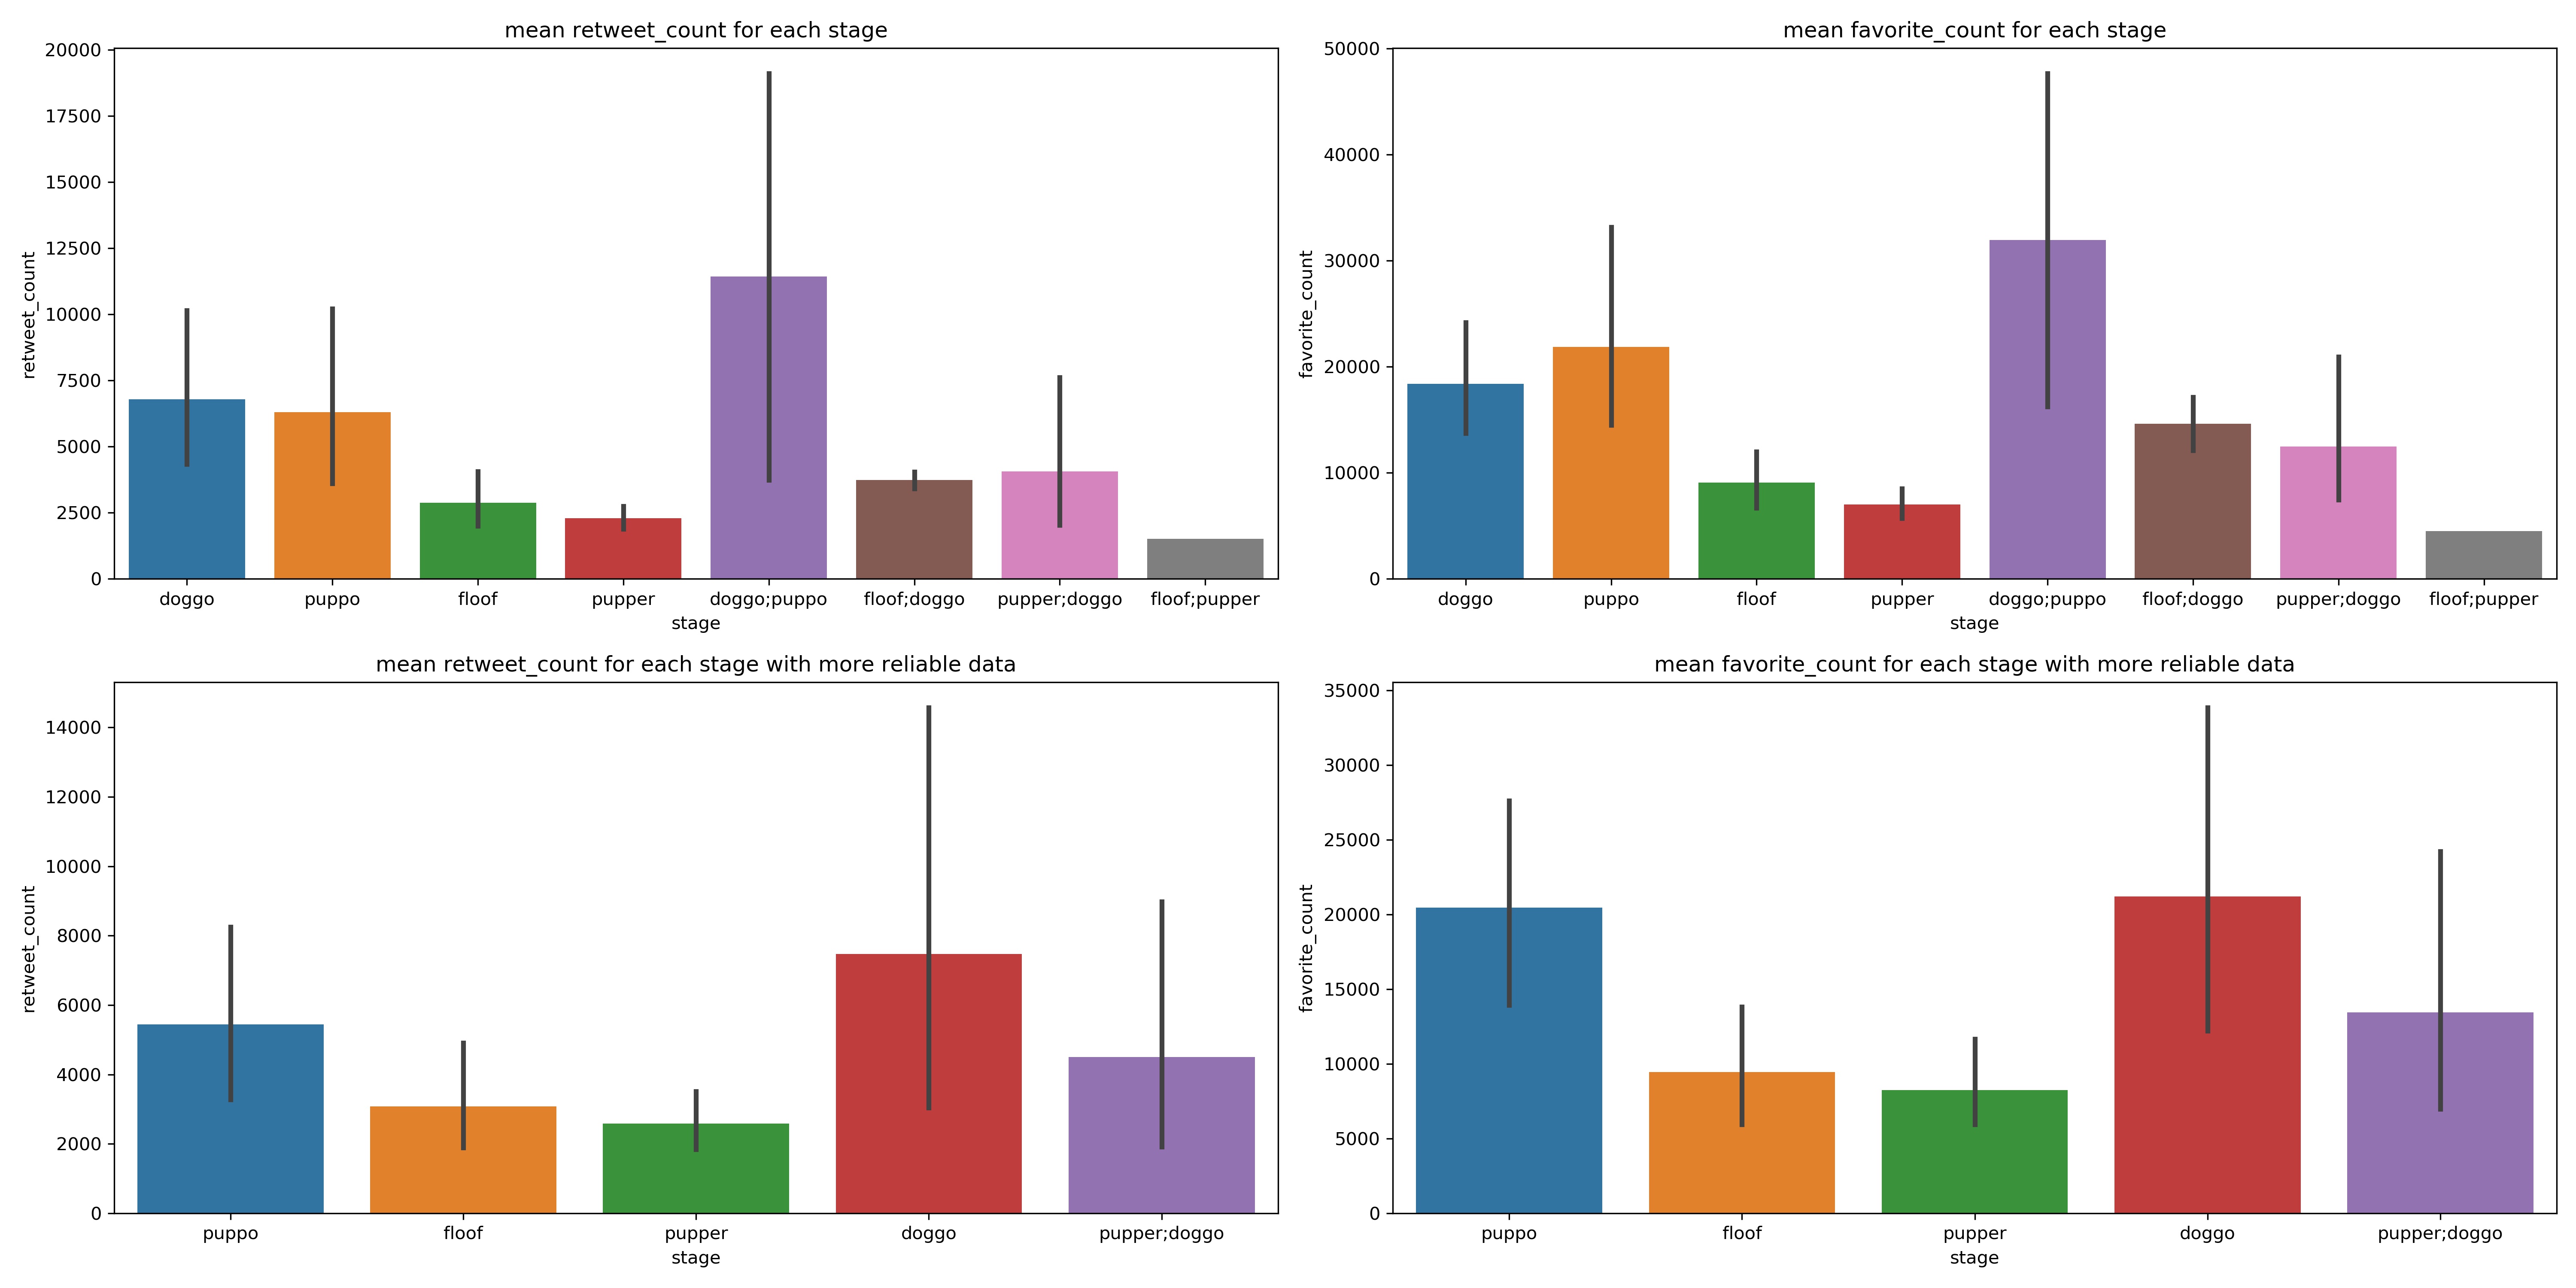 mean retweet_count for each stage
20000
17500
15000
12500
10000
7500
5000
2500
0
retweet_count
doggo puppo floof pupper doggo;puppo floof;doggo pupper;doggo floof;pupper
stage
mean favorite_count for each stage
50000
40000
30000
20000
10000
0
favorite_count
doggo puppo floof pupper doggo;puppo floof;doggo pupper;doggo floof;pupper
stage
mean retweet_count for each stage with more reliable data
14000
12000
10000
8000
6000
4000
2000
0
retweet_count
puppo floof pupper doggo pupper;doggo
stage
mean favorite_count for each stage with more reliable data
35000
30000
25000
20000
15000
10000
5000
0
favorite_count
puppo floof pupper doggo pupper;doggo
stage